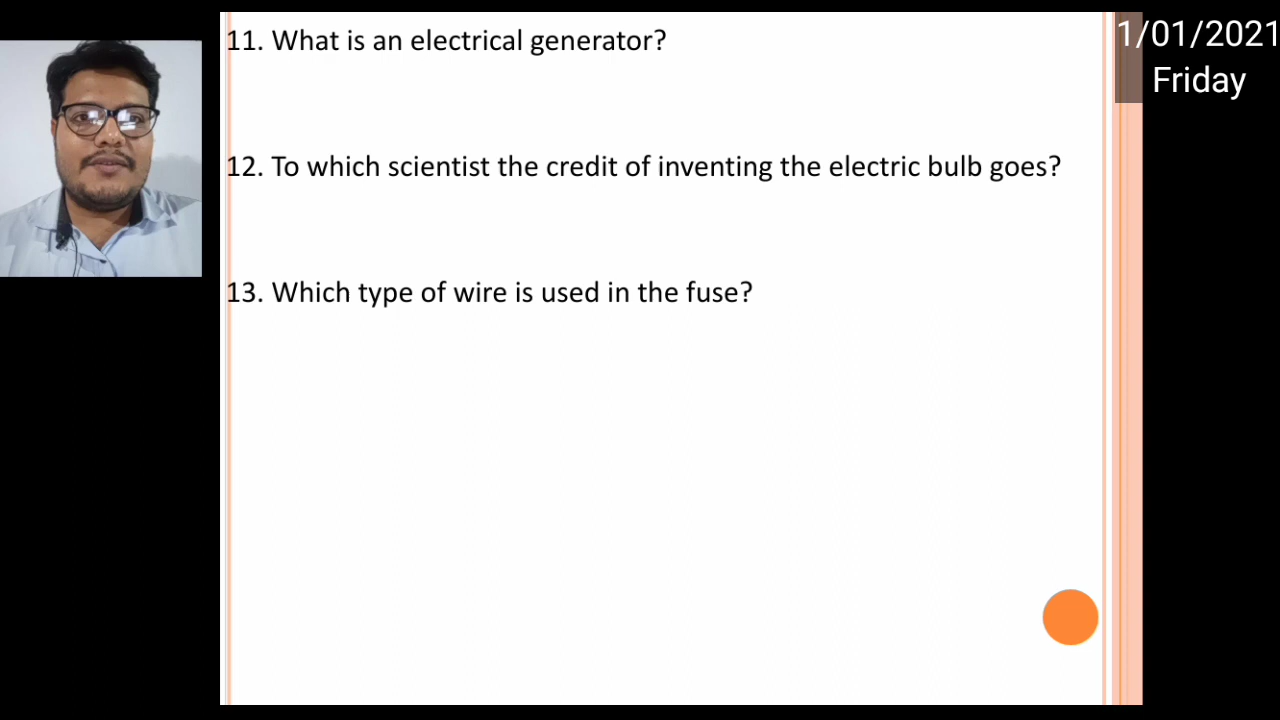 11. What is an electrical generator?
12. To which scientist the credit of inventing the electric bulb goes?
13. Which type of wire is used in the fuse?
1/01/2021
Friday